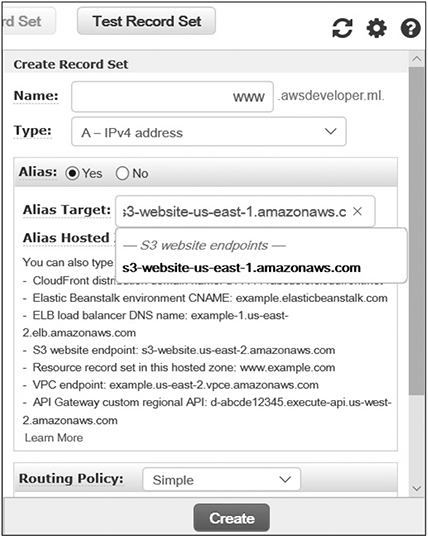 rd Set Test Record Set
Create Record Set
Name: www .awsdeveloper.ml.
Type: A – IPv4 address
Alias: Yes No
Alias Target: s3-website-us-east-1.amazonaws.c ×
Alias Hosted
— S3 website endpoints —
s3-website-us-east-1.amazonaws.com
You can also type
- CloudFront
- Elastic Beanstalk environment CNAME: example.elasticbeanstalk.com
- ELB load balancer DNS name: example-1.us-east-
2.elb.amazonaws.com
- S3 website endpoint: s3-website.us-east-2.amazonaws.com
- Resource record set in this hosted zone: www.example.com
- VPC endpoint: example.us-east-2.vpce.amazonaws.com
- API Gateway custom regional API: d-abcde12345.execute-api.us-west-
2.amazonaws.com
Learn More
Routing Policy: Simple
Create